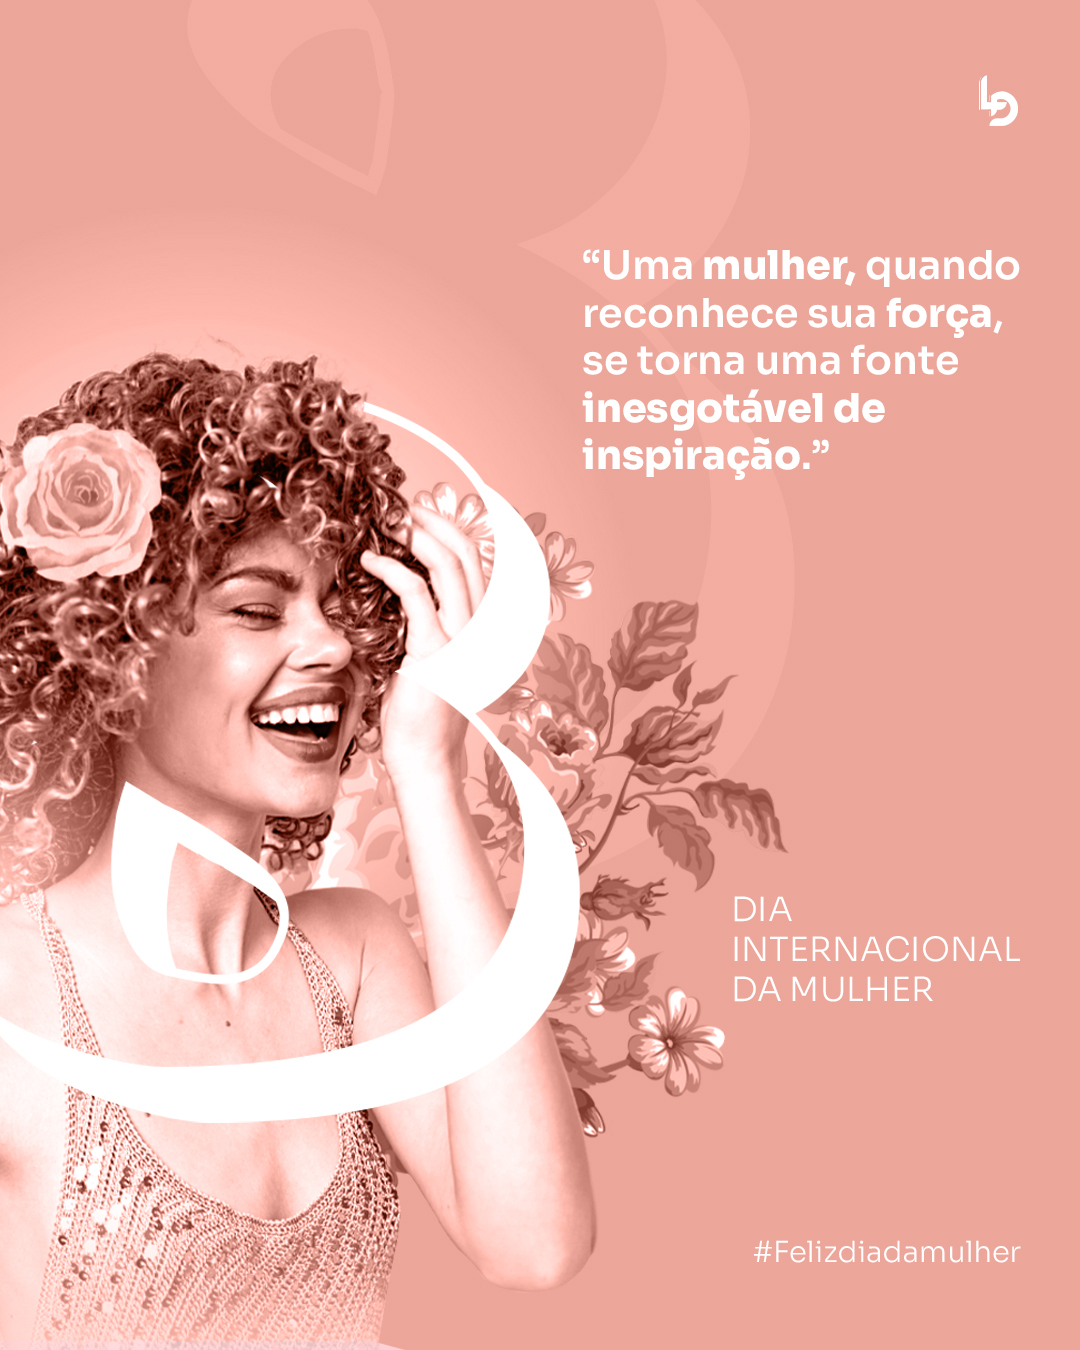 “Uma mulher, quando
reconhece sua força,
se torna uma fonte
inesgotável de
inspiração.”
DIA
INTERNACIONAL
DA MULHER
#Felizdiadamulher